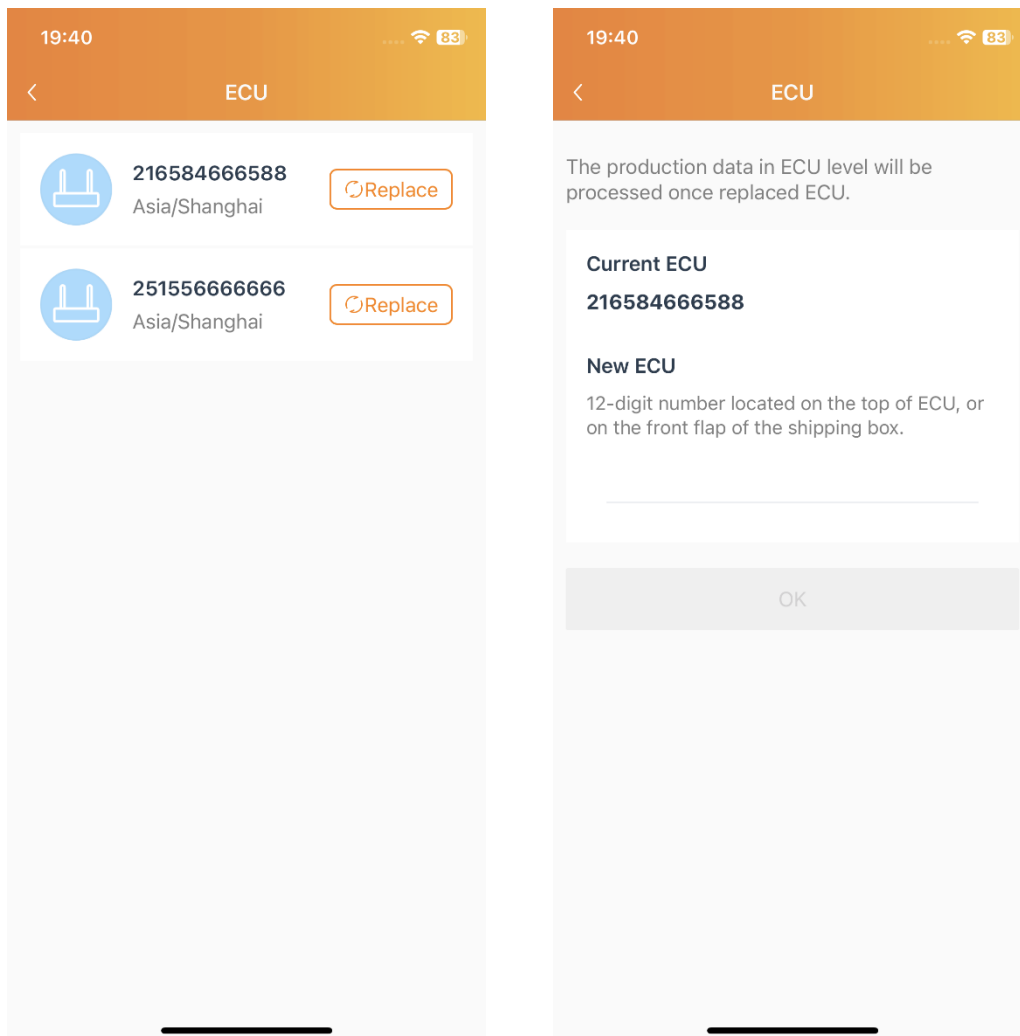 19:40
83
ECU
216584666588
Asia/Shanghai
Replace
251556666666
Asia/Shanghai
Replace
19:40
83
ECU
The production data in ECU level will be
processed once replaced ECU.
Current ECU
216584666588
New ECU
12-digit number located on the top of ECU, or
on the front flap of the shipping box.
OK